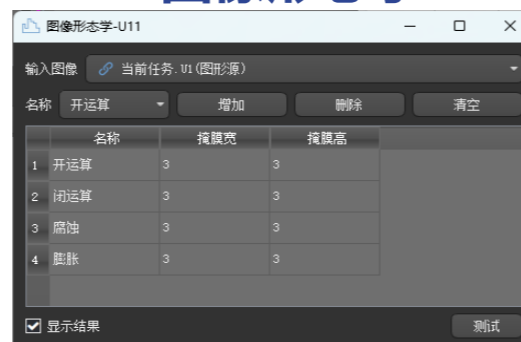 图像形态学-U11
输入图像 当前任务.U1(图形源)
名称 开运算 增加 删除 清空
名称 掩膜宽 掩膜高
1 开运算 3 3
2 闭运算 3 3
3 腐蚀 3 3
4 膨胀 3 3
显示结果 测试